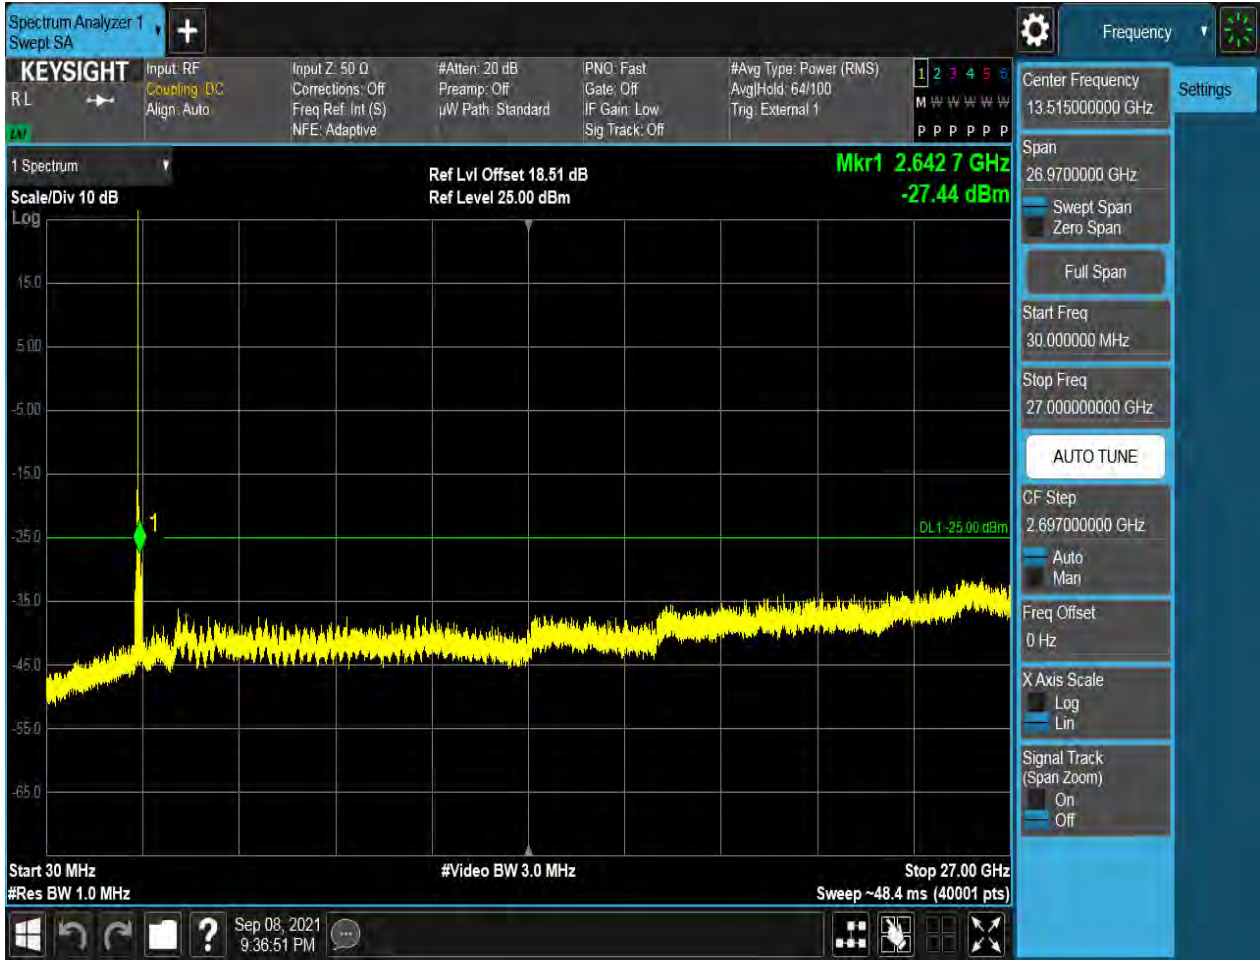 Spectrum Analyzer 1
Swept SA
+
Frequency
KEYSIGHT
R L
Input: RF
Coupling: DC
Align: Auto
Input Z: 50 Ω
Corrections: Off
Freq Ref: Int (S)
NFE: Adaptive
#Atten: 20 dB
Preamp: Off
µW Path: Standard
PNO: Fast
Gate: Off
IF Gain: Low
Sig Track: Off
#Avg Type: Power (RMS)
Avg|Hold: 64/100
Trig: External 1
1 2 3 4 5 6
M W W W W W
P P P P P P
1 Spectrum
Scale/Div 10 dB
Log
Ref Lvl Offset 18.51 dB
Ref Level 25.00 dBm
Mkr1 2.642 7 GHz
-27.44 dBm
15.0
5.00
-5.00
-15.0
-25.0
-35.0
-45.0
-55.0
-65.0
1
DL1 -25.00 dBm
Start 30 MHz
#Res BW 1.0 MHz
#Video BW 3.0 MHz
Stop 27.00 GHz
Sweep ~48.4 ms (40001 pts)
Center Frequency
13.515000000 GHz
Settings
Span
26.9700000 GHz
Swept Span
Zero Span
Full Span
Start Freq
30.000000 MHz
Stop Freq
27.000000000 GHz
AUTO TUNE
CF Step
2.697000000 GHz
Auto
Man
Freq Offset
0 Hz
X Axis Scale
Log
Lin
Signal Track
(Span Zoom)
On
Off
?
Sep 08, 2021
9:36:51 PM